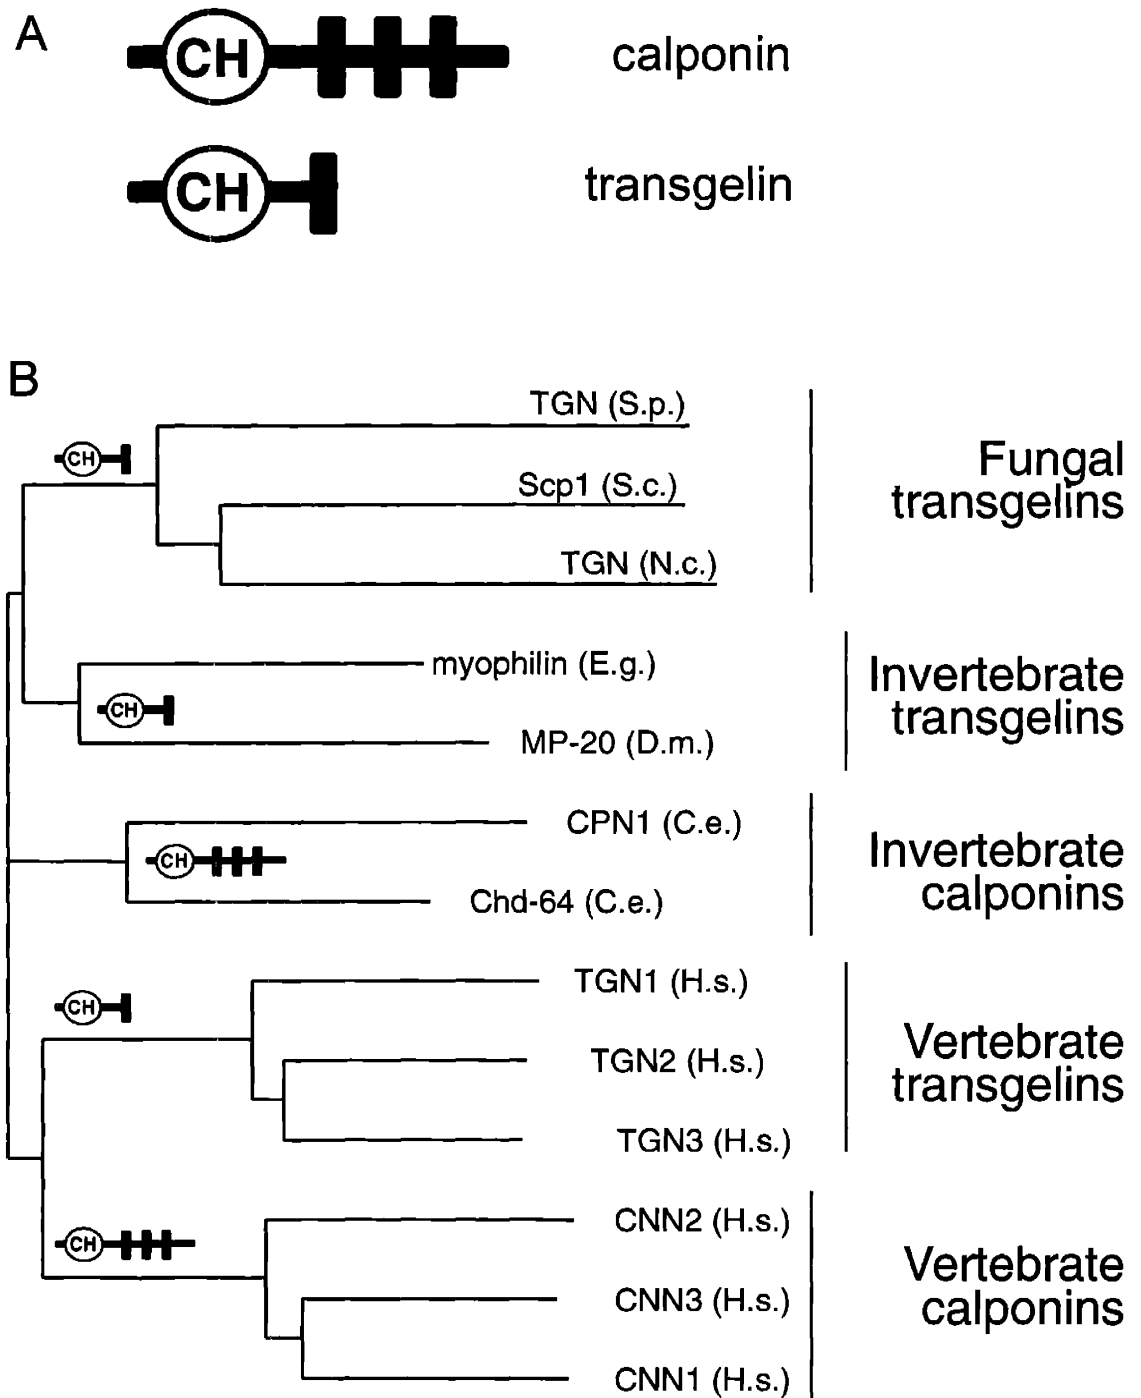 A
CH
calponin
CH
transgelin
B
TGN (S.p.)
CH
Scp1 (S.c.)
Fungal
transgelins
TGN (N.c.)
myophilin (E.g.)
CH
MP-20 (D.m.)
Invertebrate
transgelins
CPN1 (C.e.)
CH
Chd-64 (C.e.)
Invertebrate
calponins
TGN1 (H.s.)
CH
TGN2 (H.s.)
TGN3 (H.s.)
Vertebrate
transgelins
CNN2 (H.s.)
CH
CNN3 (H.s.)
CNN1 (H.s.)
Vertebrate
calponins